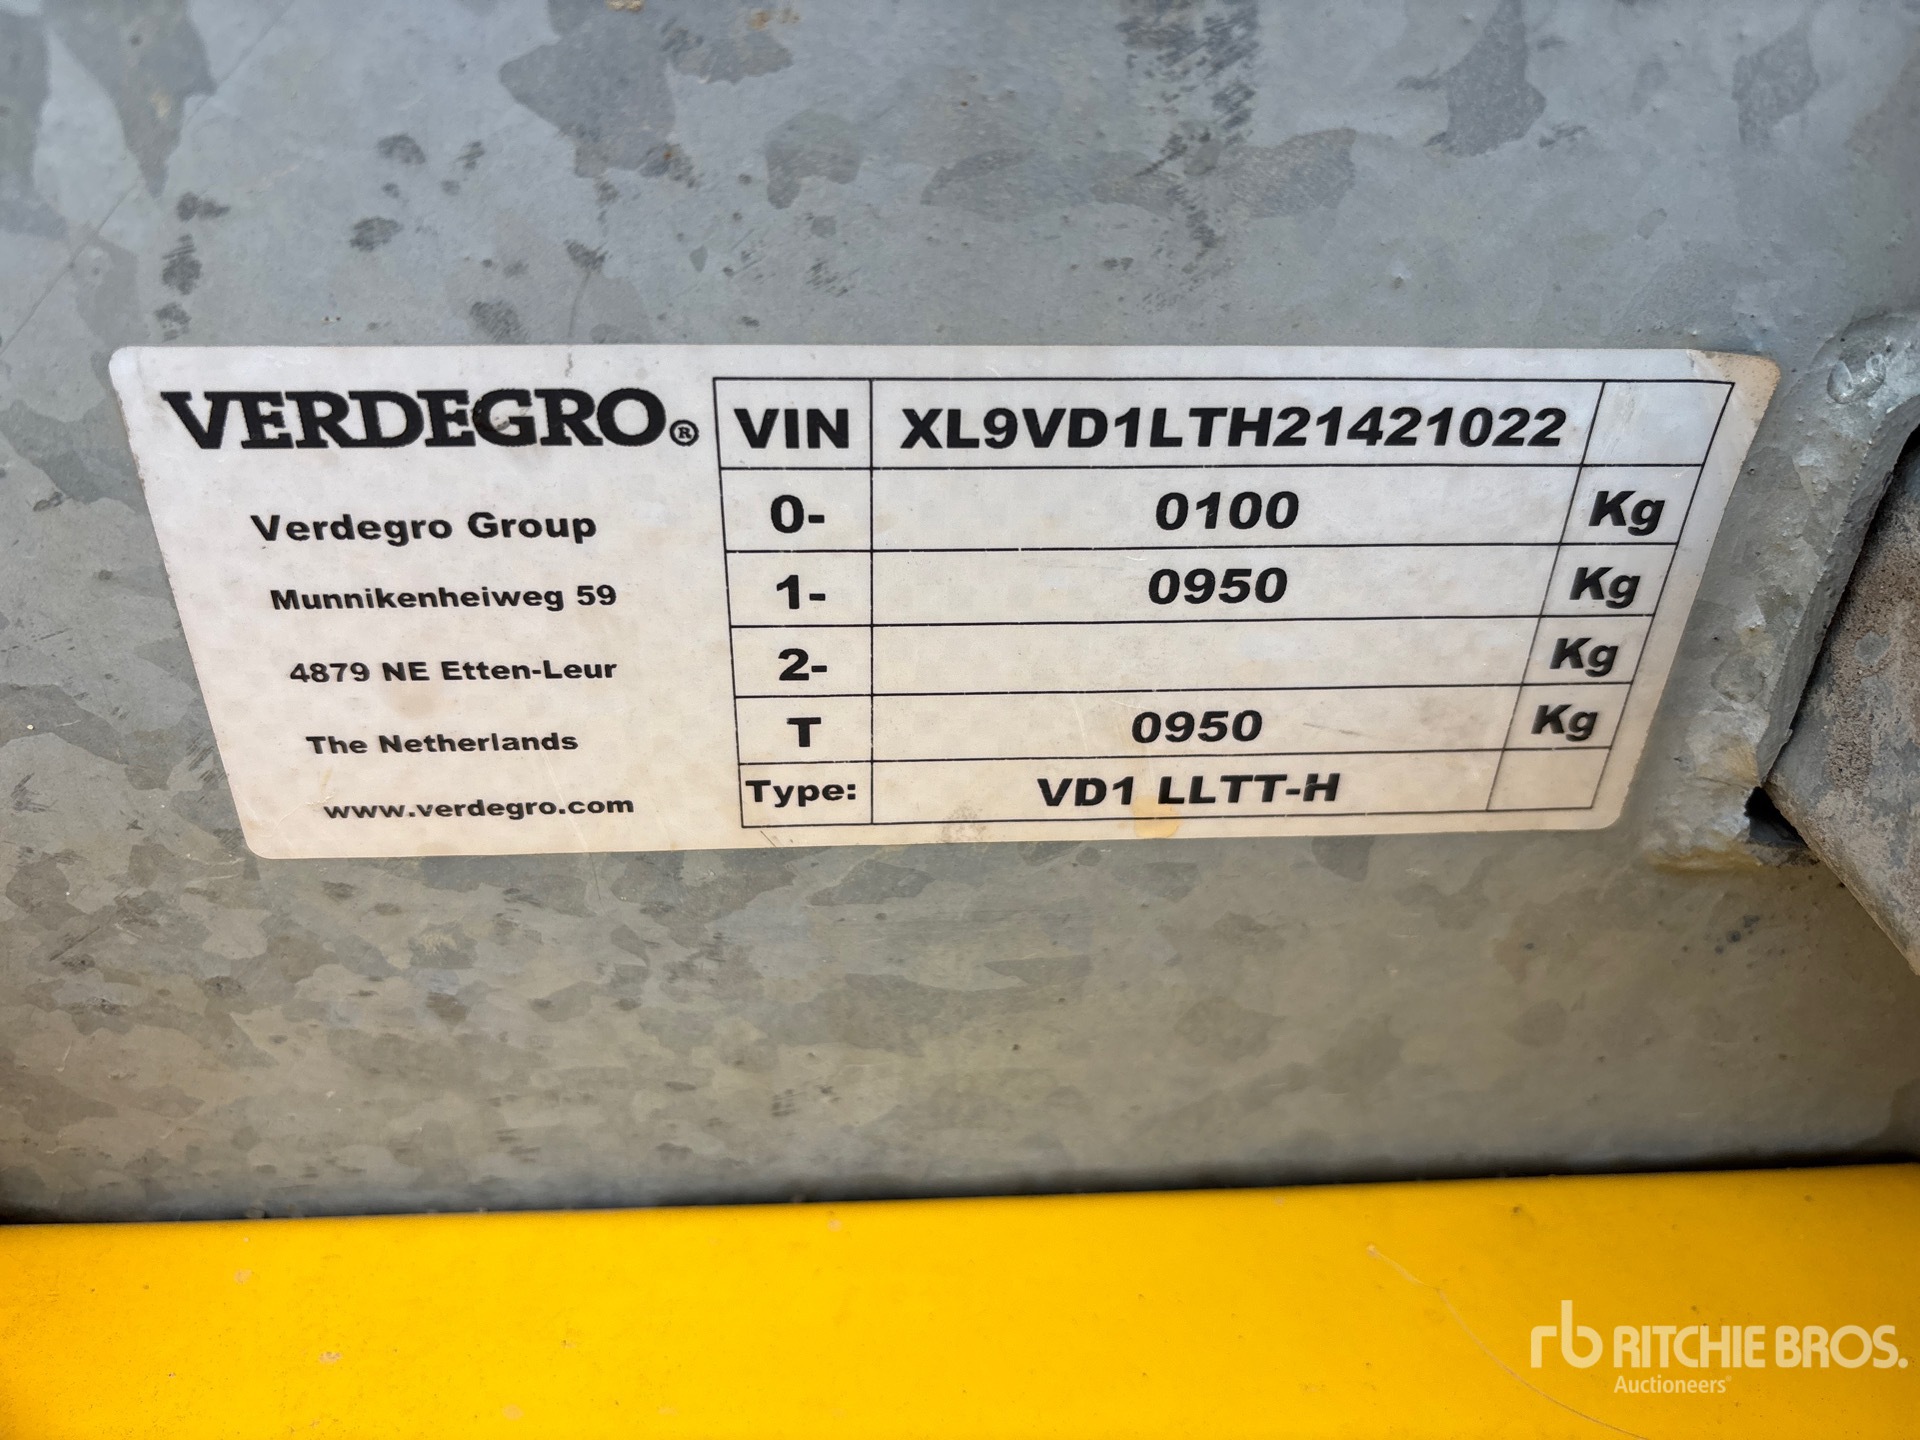 VERDEGRO®
Verdegro Group
Munnikenheiweg 59
4879 NE Etten-Leur
The Netherlands
www.verdegro.com
VIN XL9VD1LTH21421022
0- 0100 Kg
1- 0950 Kg
2- Kg
T 0950 Kg
Type: VD1 LLTT-H
rb RITCHIE BROS.
Auctioneers